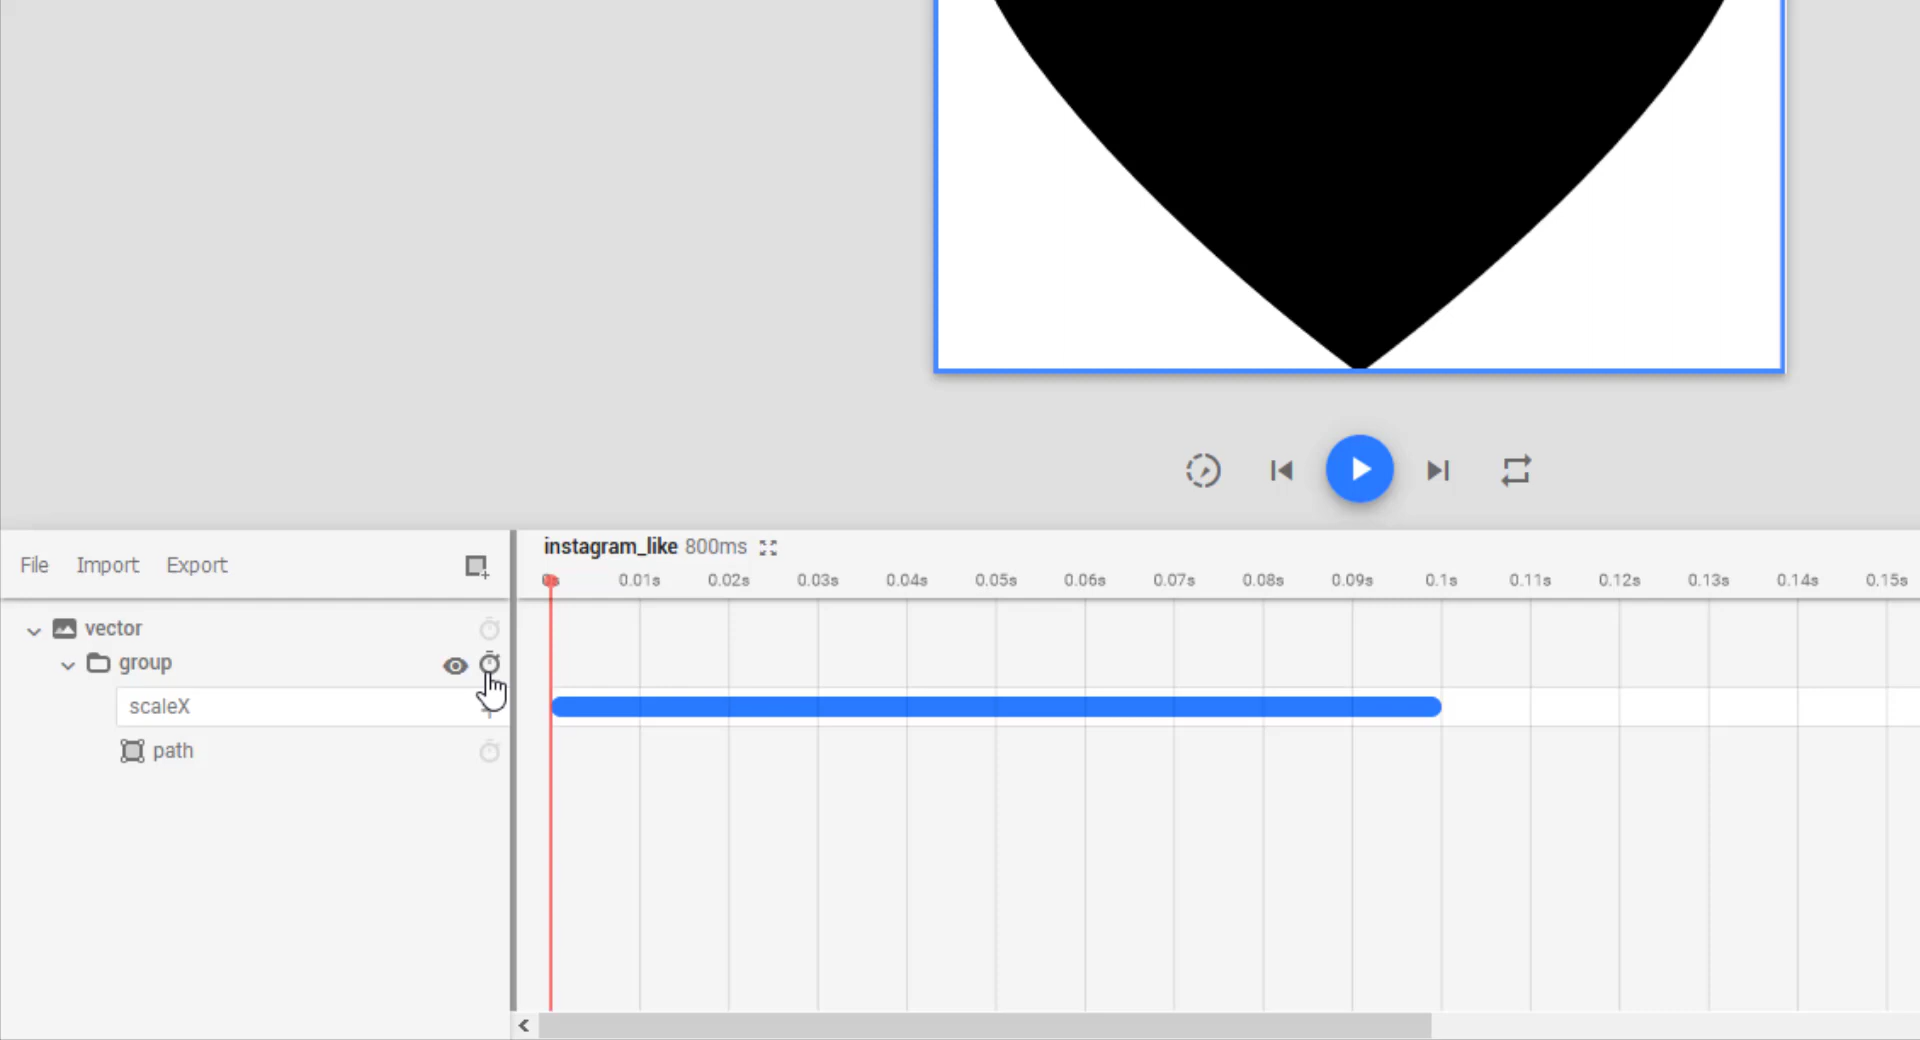 File Import Export
instagram_like 800ms
0.01s 0.02s 0.03s 0.04s 0.05s 0.06s 0.07s 0.08s 0.09s 0.1s 0.11s 0.12s 0.13s 0.14s 0.15s
vector
group
scaleX
path